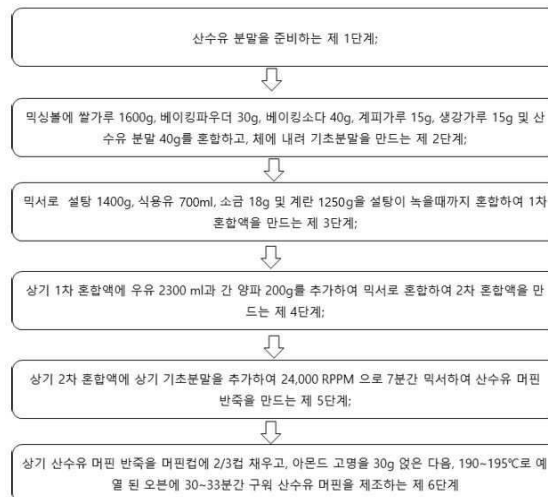 산수유 분말을 준비하는 제 1단계;
믹싱볼에 쌀가루 1600g, 베이킹파우더 30g, 베이킹소다 40g, 계피가루 15g, 생강가루 15g 및 산
수유 분말 40g를 혼합하고, 체에 내려 기초분말을 만드는 제 2단계;
믹서로 설탕 1400g, 식용유 700ml, 소금 18g 및 계란 1250g을 설탕이 녹을때까지 혼합하여 1차
혼합액을 만드는 제 3단계;
상기 1차 혼합액에 우유 2300 ml과 간 양파 200g를 추가하여 믹서로 혼합하여 2차 혼합액을 만
드는 제 4단계;
상기 2차 혼합액에 상기 기초분말을 추가하여 24,000 RPPM 으로 7분간 믹서하여 산수유 머핀
반죽을 만드는 제 5단계;
상기 산수유 머핀 반죽을 머핀컵에 2/3컵 채우고, 아몬드 고명을 30g 얹은 다음, 190~195℃로 예
열 된 오븐에 30~33분간 구워 산수유 머핀을 제조하는 제 6단계